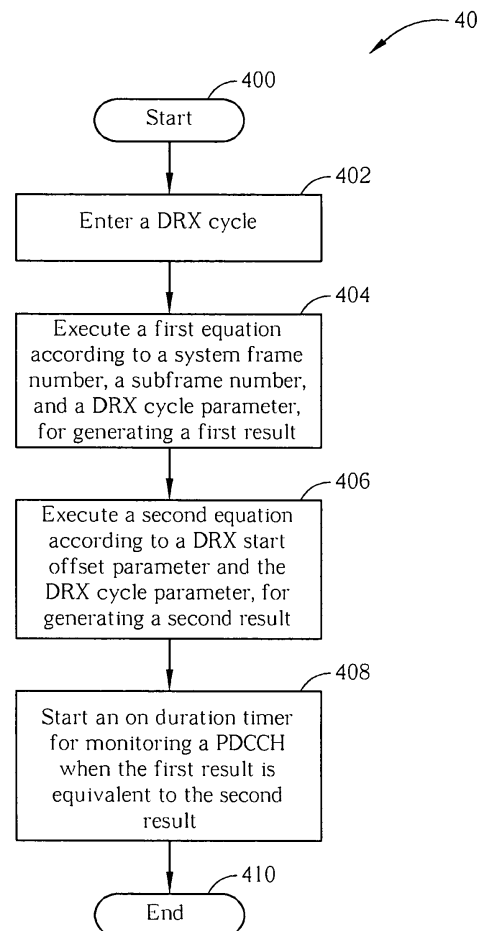 40
400
Start
402
Enter a DRX cycle
404
Execute a first equation
according to a system frame
number, a subframe number,
and a DRX cycle parameter,
for generating a first result
406
Execute a second equation
according to a DRX start
offset parameter and the
DRX cycle parameter, for
generating a second result
408
Start an on duration timer
for monitoring a PDCCH
when the first result is
equivalent to the second
result
410
End